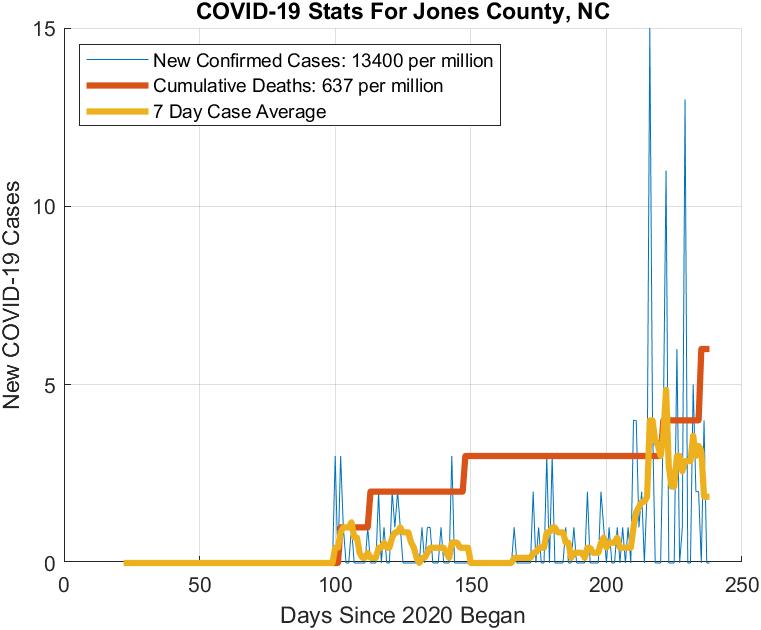 COVID-19 Stats For Jones County, NC
New Confirmed Cases: 13400 per million
Cumulative Deaths: 637 per million
7 Day Case Average
New COVID-19 Cases
15
10
5
0
0 50 100 150 200 250
Days Since 2020 Began